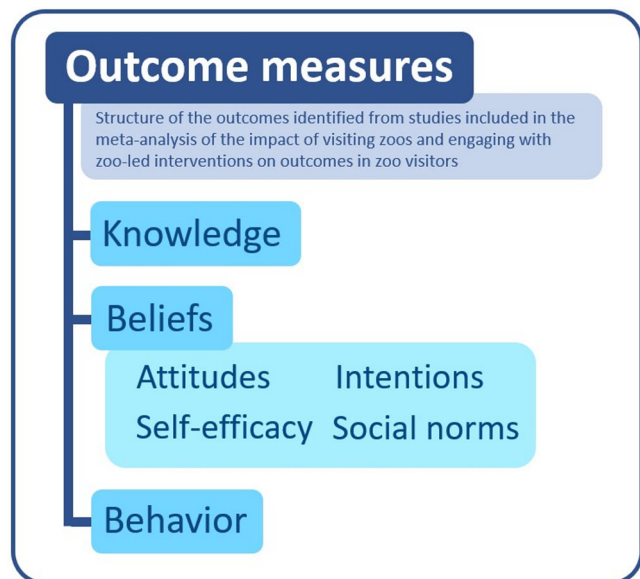 Outcome measures
Structure of the outcomes identified from studies included in the
meta-analysis of the impact of visiting zoos and engaging with
zoo-led interventions on outcomes in zoo visitors
Knowledge
Beliefs
Attitudes Intentions
Self-efficacy Social norms
Behavior